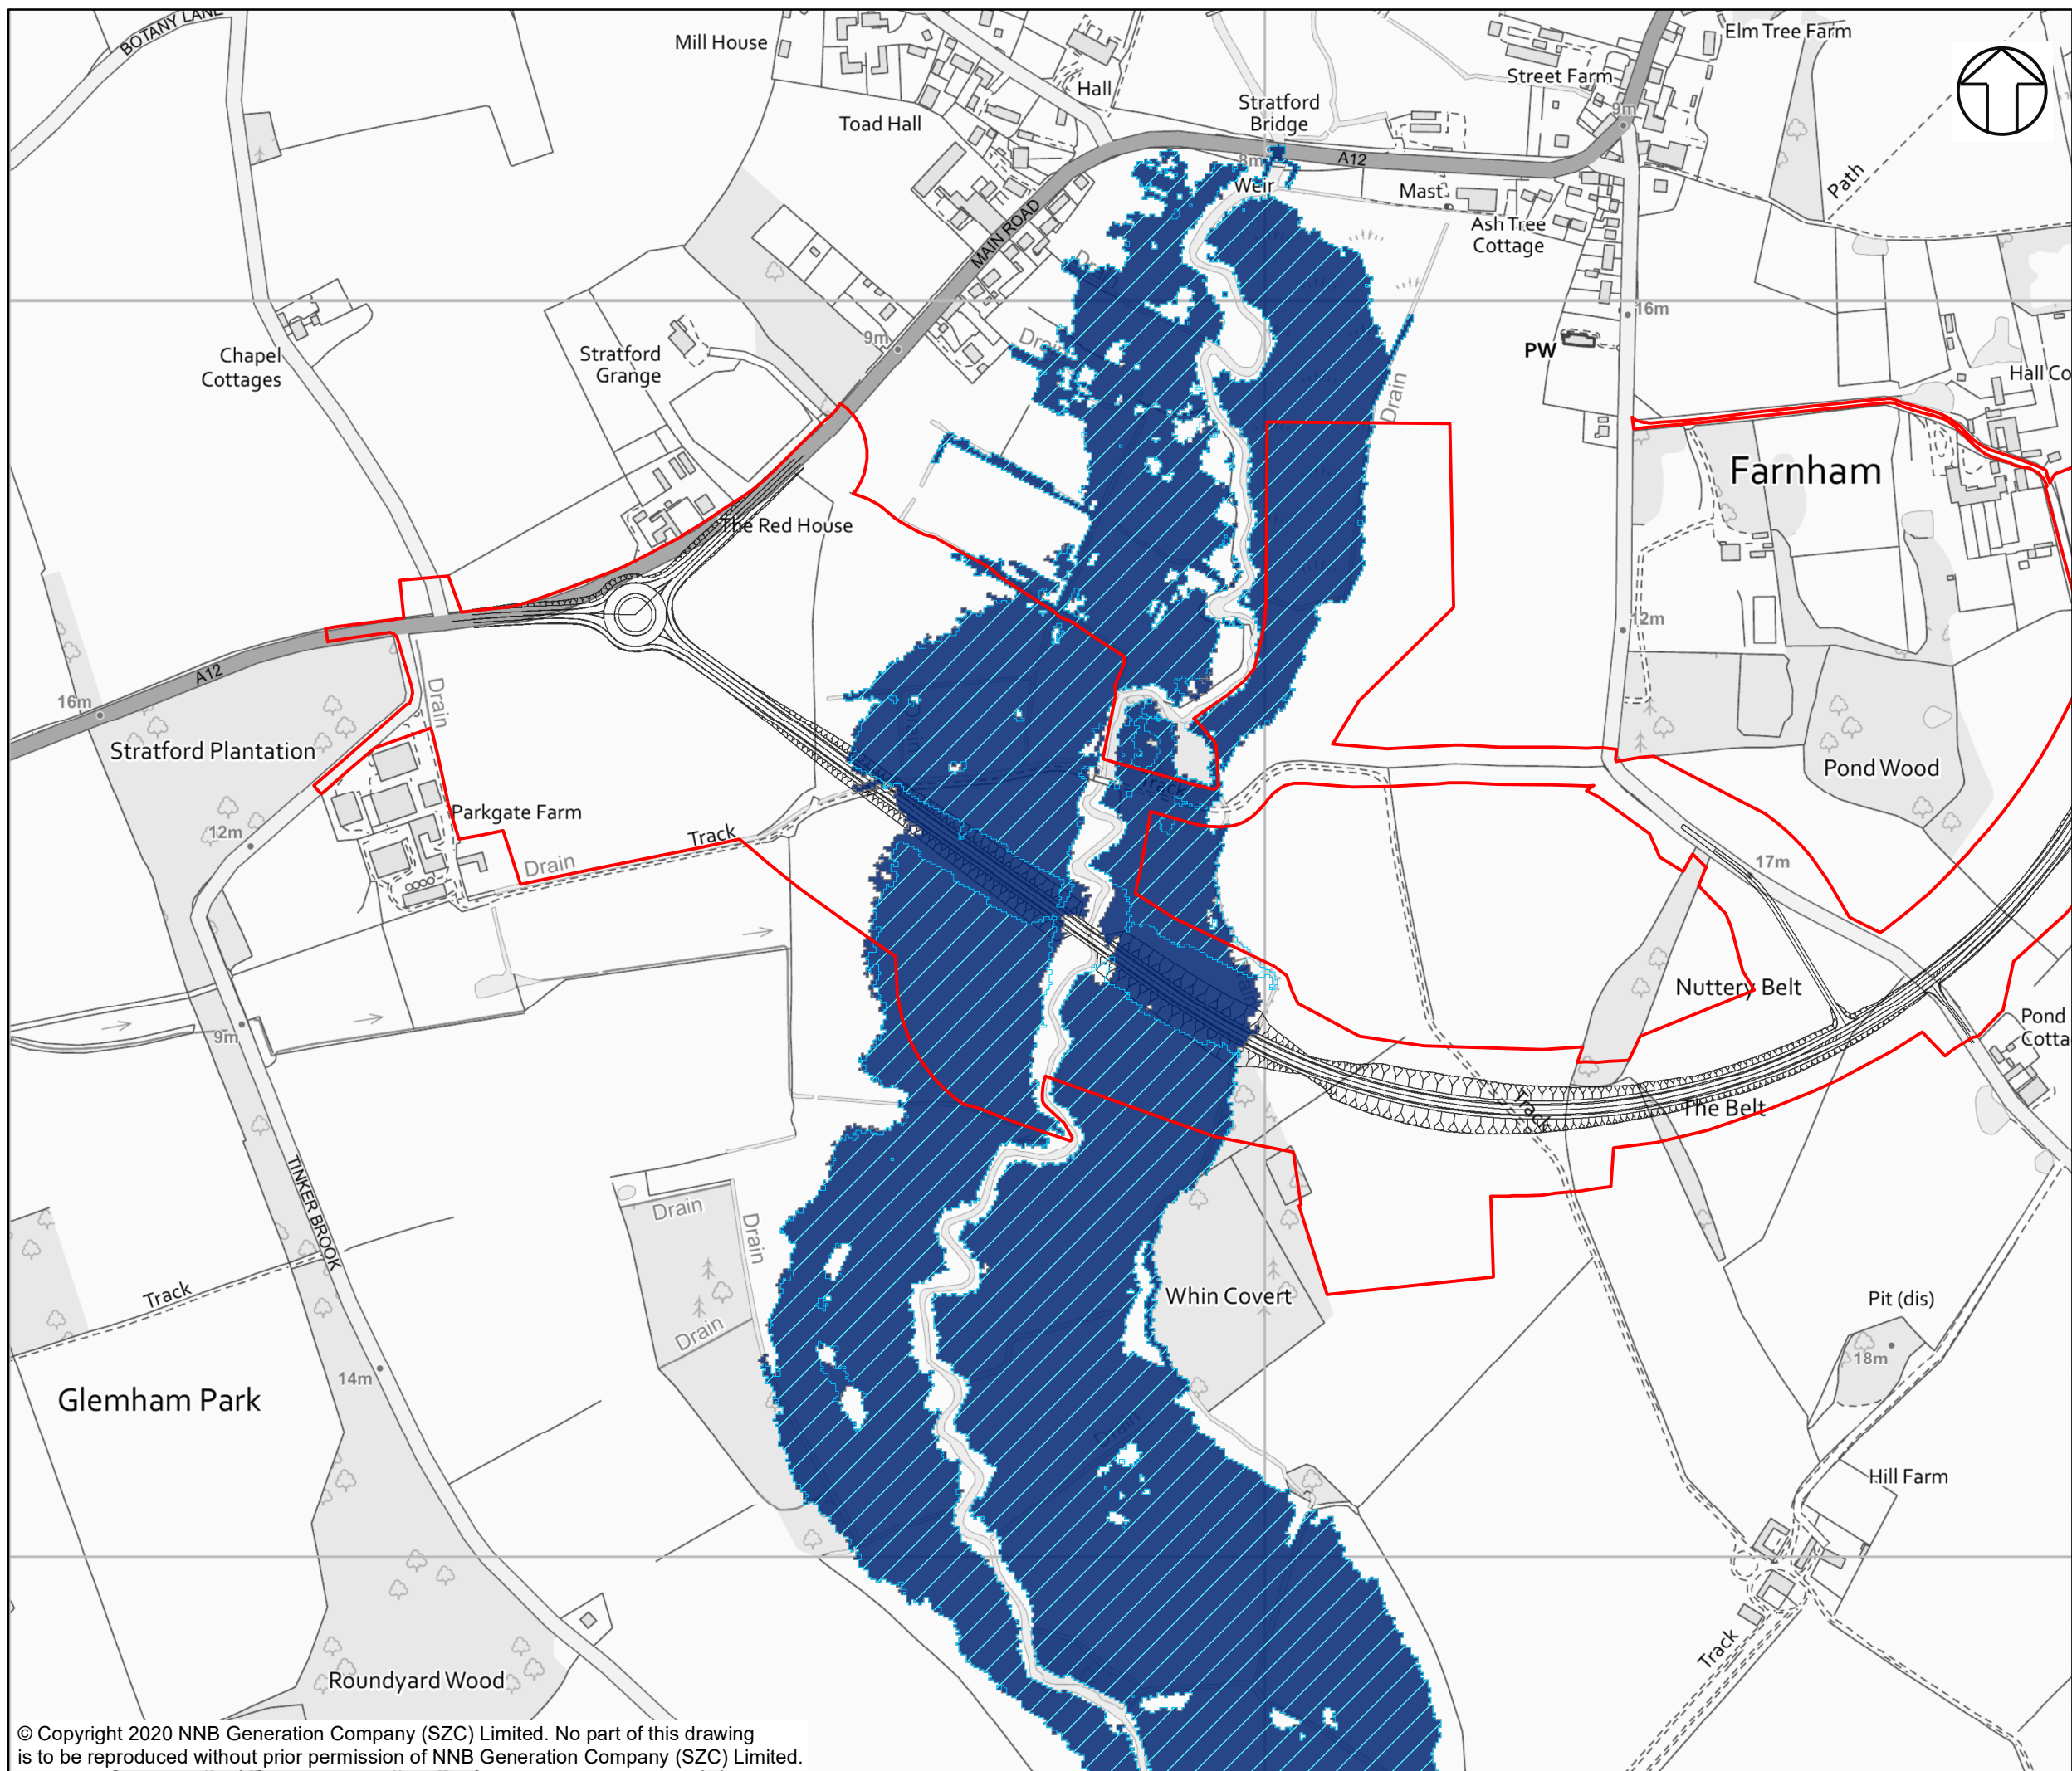 BOTANY LANE
Mill House
Elm Tree Farm
Hall
Street Farm
Stratford
Bridge
9m
Toad Hall
A12
8m
Weir
Mast
Path
Ash Tree
Cottage
MAIN ROAD
16m
Drain
9m
PW
Chapel
Cottages
Stratford
Grange
Hall Co
Drain
Farnham
The Red House
12m
A12
Drain
16m
Drain
Stratford Plantation
Pond Wood
Track
Parkgate Farm
12m
Track
Drain
17m
Nuttery Belt
9m
Pond
Cotta
Track
The Belt
TINKER BROOK
Drain
Drain
Track
Whin Covert
Pit (dis)
Drain
18m
14m
Glemham Park
Drain
Hill Farm
Track
Roundyard Wood
© Copyright 2020 NNB Generation Company (SZC) Limited. No part of this drawing
is to be reproduced without prior permission of NNB Generation Company (SZC) Limited.